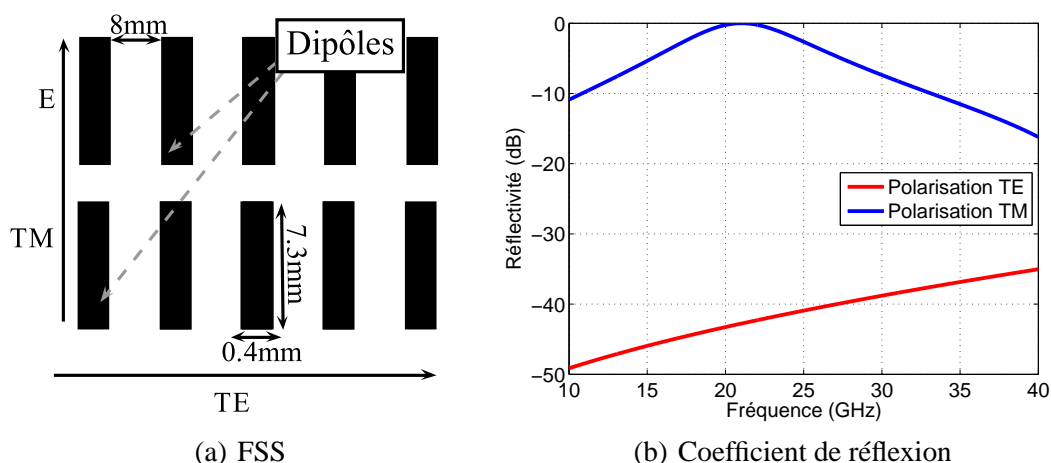 8mm
Dipôles
E
TM
7.3mm
0.4mm
TE
(a) FSS
0
−10
−20
−30
−40
−50
Réflectivité (dB)
Polarisation TE
Polarisation TM
10 15 20 25 30 35 40
Fréquence (GHz)
(b) Coefficient de réflexion